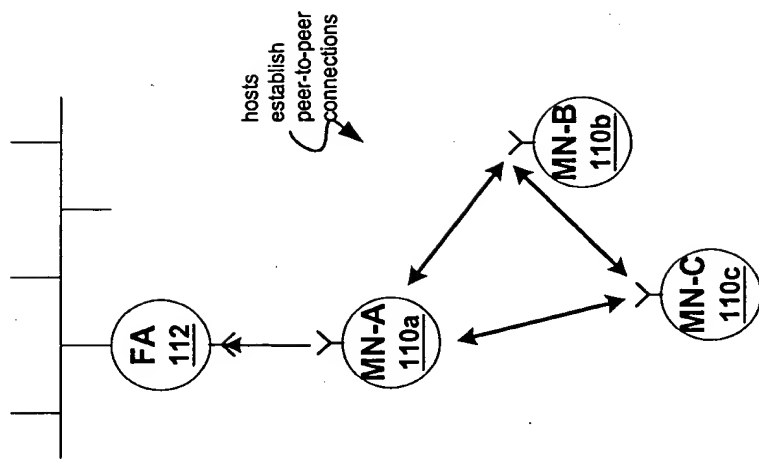 hosts
establish
peer-to-peer
connections
FA
112
MN-A
110a
MN-B
110b
MN-C
110c